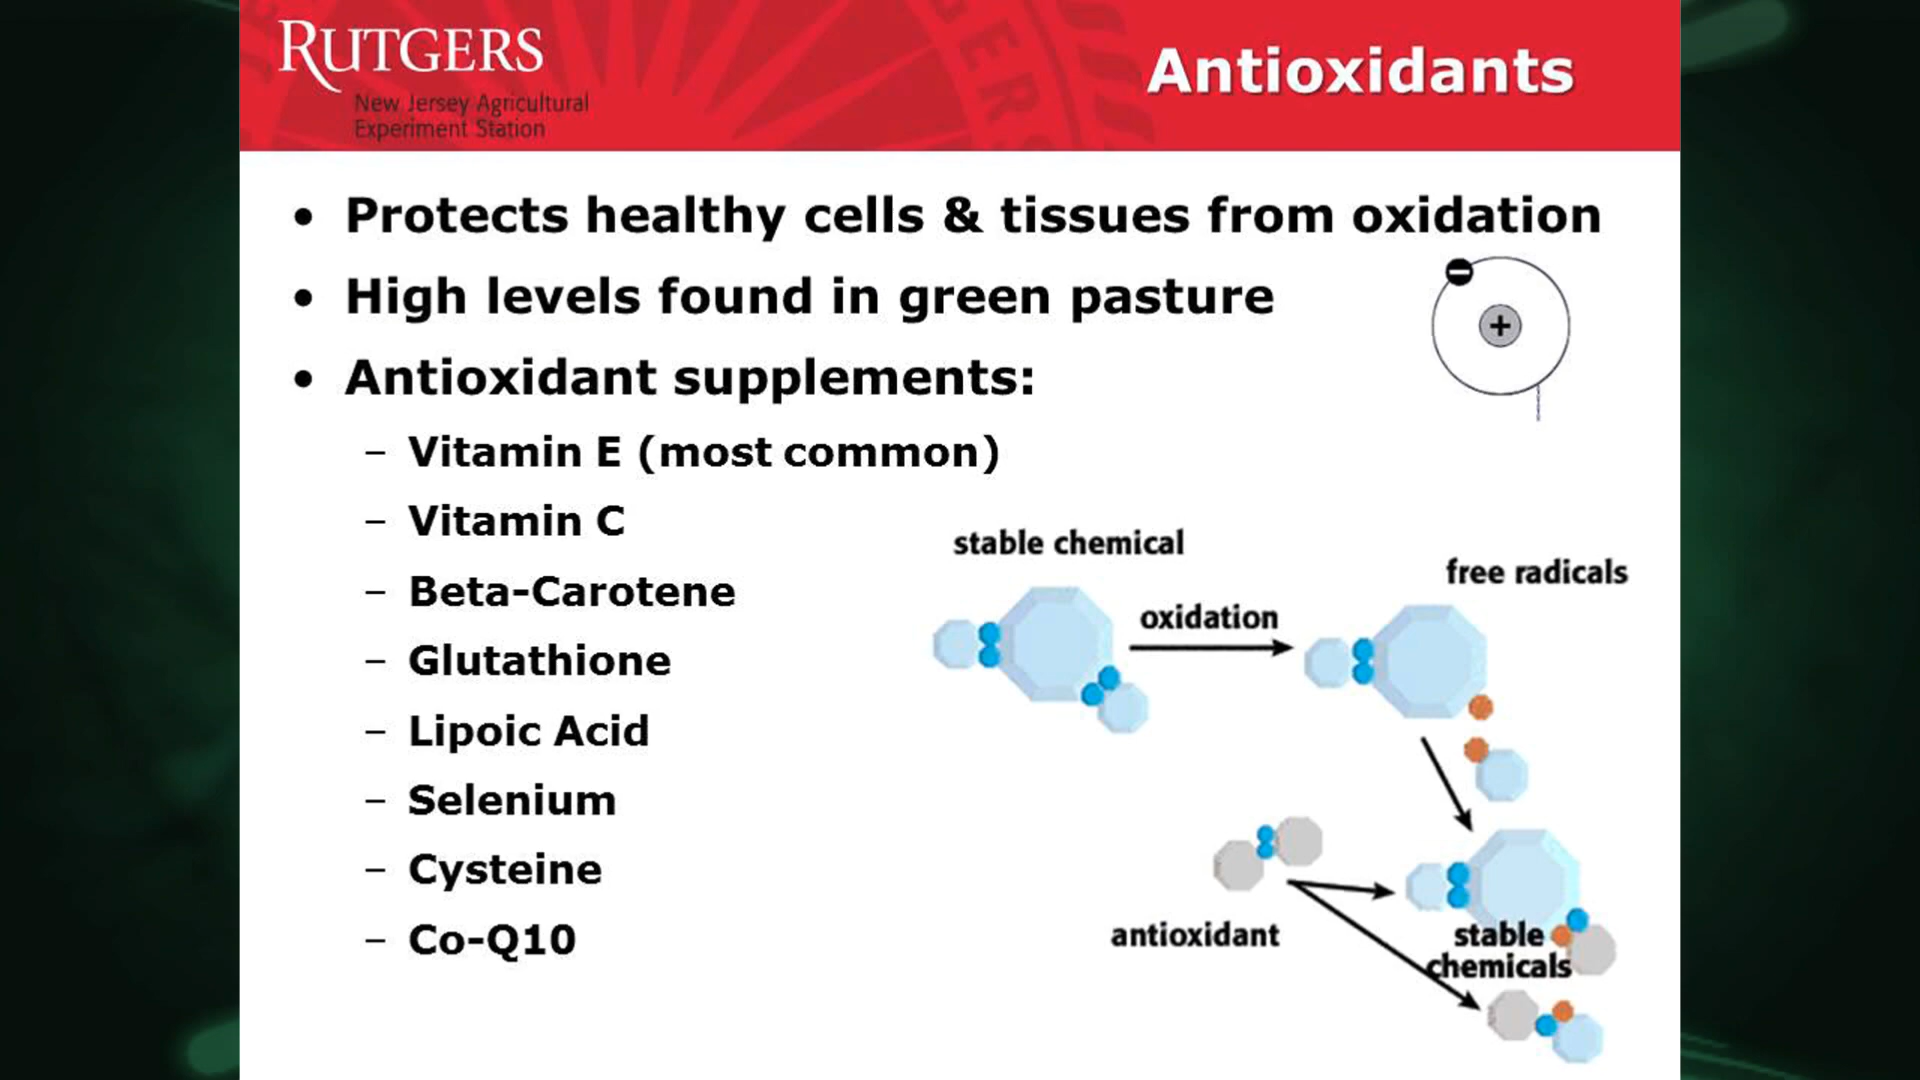 RUTGERS
New Jersey Agricultural
Experiment Station
Antioxidants
• Protects healthy cells & tissues from oxidation
• High levels found in green pasture
• Antioxidant supplements:
– Vitamin E (most common)
– Vitamin C
– Beta-Carotene
– Glutathione
– Lipoic Acid
– Selenium
– Cysteine
– Co-Q10
stable chemical
oxidation
free radicals
antioxidant
stable
chemicals